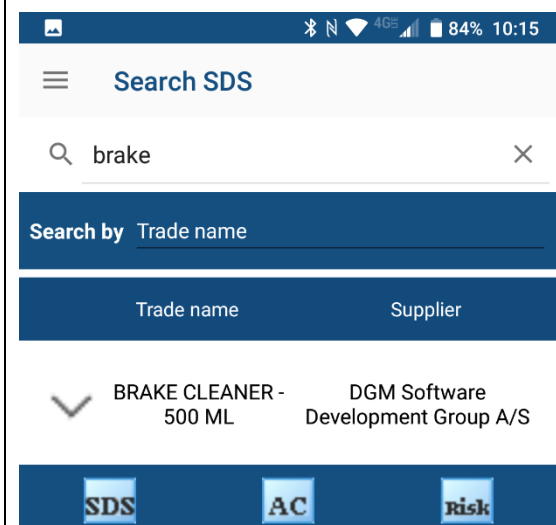 4G 84% 10:15
Search SDS
brake
Search by Trade name
Trade name Supplier
BRAKE CLEANER - DGM Software
500 ML Development Group A/S
SDS AC Risk